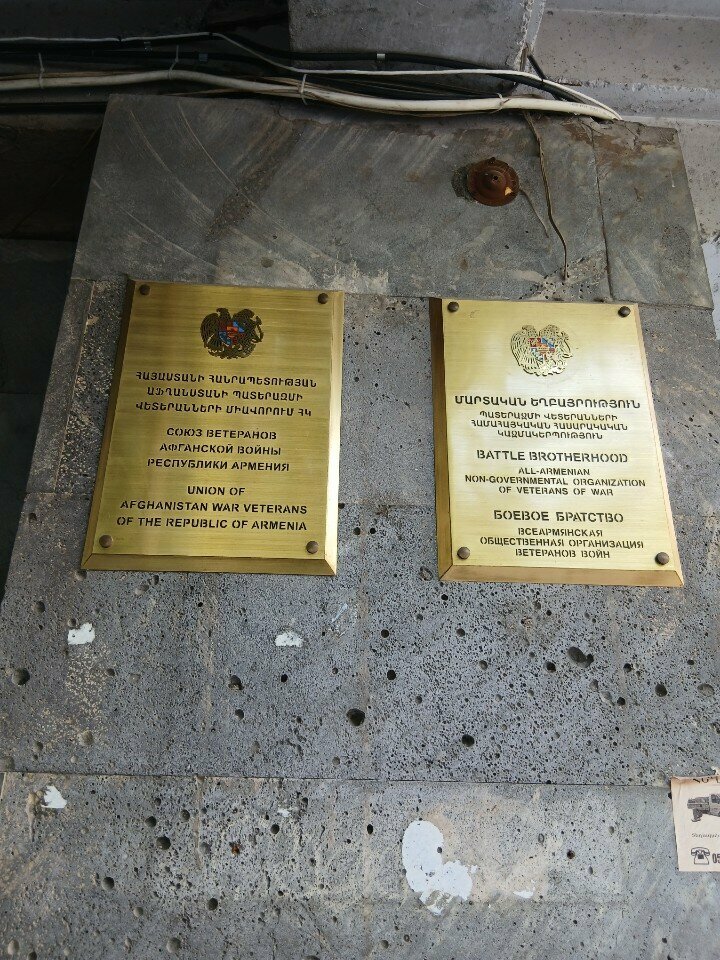 ՀԱՅԱՍՏԱՆԻ ՀԱՆՐԱՊԵՏՈՒԹՅԱՆ
ԱՖՂԱՆՍՏԱՆԻ ՊԱՏԵՐԱԶՄԻ
ՎԵՏԵՐԱՆՆԵՐԻ ՄԻԱՎՈՐՈՒՄ ՀԿ
СОЮЗ ВЕТЕРАНОВ
АФГАНСКОЙ ВОЙНЫ
РЕСПУБЛИКИ АРМЕНИЯ
UNION OF
AFGHANISTAN WAR VETERANS
OF THE REPUBLIC OF ARMENIA
ՄԱՐՏԱԿԱՆ ԵՂԲԱՅՐՈՒԹՅՈՒՆ
ՊԱՏԵՐԱԶՄԻ ՎԵՏԵՐԱՆՆԵՐԻ
ՀԱՄԱՀԱՅԿԱԿԱՆ ՀԱՍԱՐԱԿԱԿԱՆ
ԿԱԶՄԱԿԵՐՊՈՒԹՅՈՒՆ
BATTLE BROTHERHOOD
ALL-ARMENIAN
NON-GOVERNMENTAL ORGANIZATION
OF VETERANS OF WAR
БОЕВОЕ БРАТСТВО
ВСЕАРМЯНСКАЯ
ОБЩЕСТВЕННАЯ ОРГАНИЗАЦИЯ
ВЕТЕРАНОВ ВОЙН